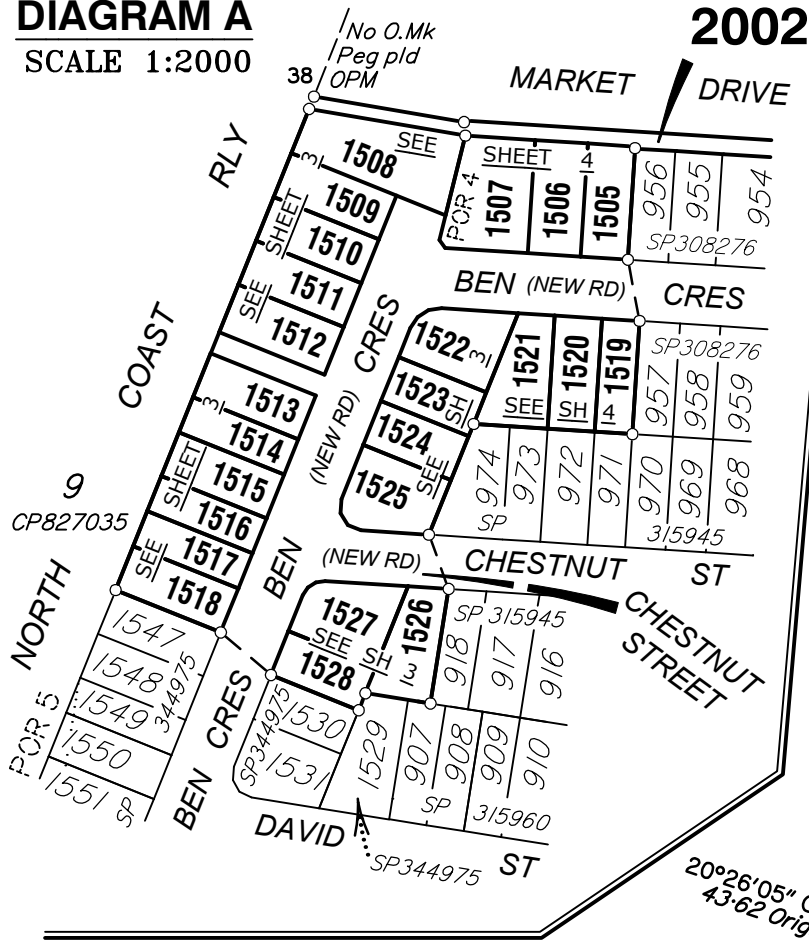 DIAGRAM A
SCALE 1:2000
2002
No O.Mk
Peg pld
OPM
38
MARKET DRIVE
RLY
COAST
NORTH
9
CP827035
POR 5
SEE
SHEET 3
1508
1509
1510
1511
1512
SEE
SHEET 3
1513
1514
1515
1516
1517
1518
SEE
SHEET 4
POR 4
1507
1506
1505
956
955
954
SP308276
BEN (NEW RD) CRES
CRES
(NEW RD)
BEN
1522
1523
1524
1525
SEE SH 3
1521
1520
1519
SEE SH 4
SP308276
957
958
959
974
973
972
971
970
969
968
SP 315945
(NEW RD) CHESTNUT ST
CHESTNUT
STREET
1527
1528
1526
SEE SH 3
SP 315945
918
917
916
1547
1548
1549
1550
1551
SP 344975
BEN CRES
SP344975
1530
1531
1529
907
908
909
910
SP 315960
DAVID ST
SP344975
20°26'05"
43·62 Orig